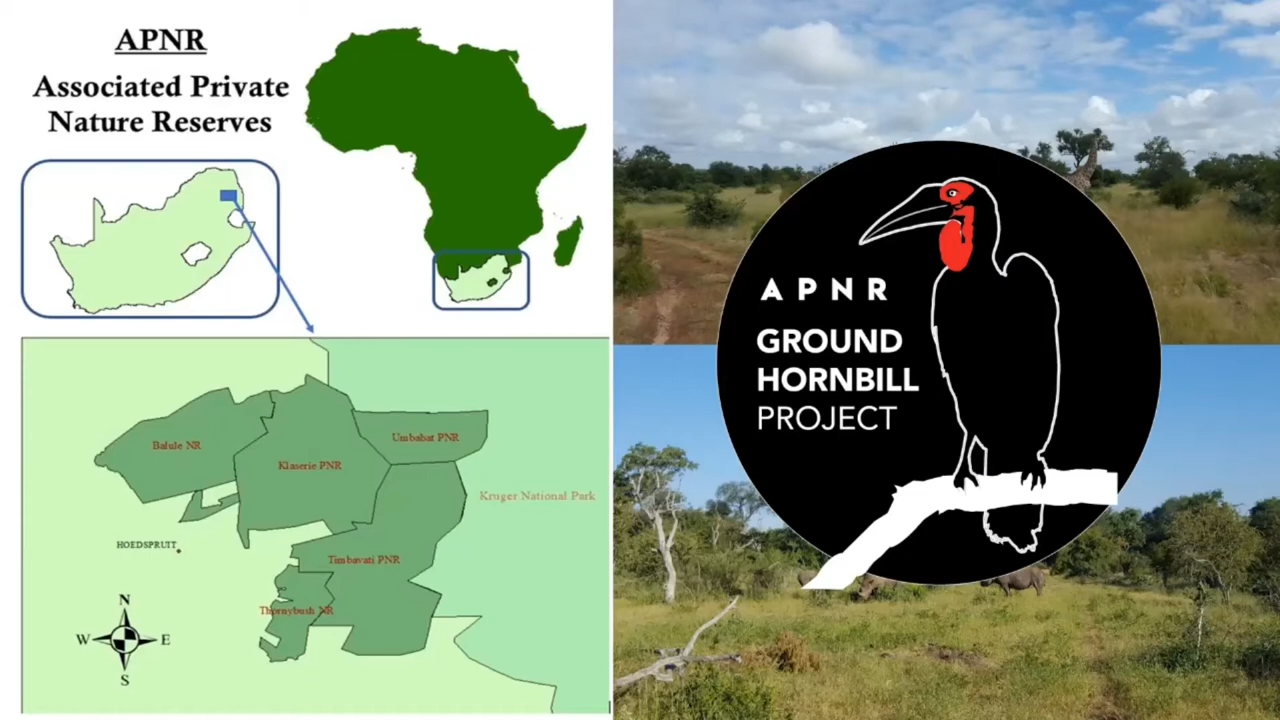 APNR
Associated Private
Nature Reserves
Balule NR
Klaserie PNR
Umbabat PNR
Kruger National Park
HOEDSPRUIT
Timbavati PNR
Thornybush NR
N
W E
S
APNR
GROUND
HORNBILL
PROJECT